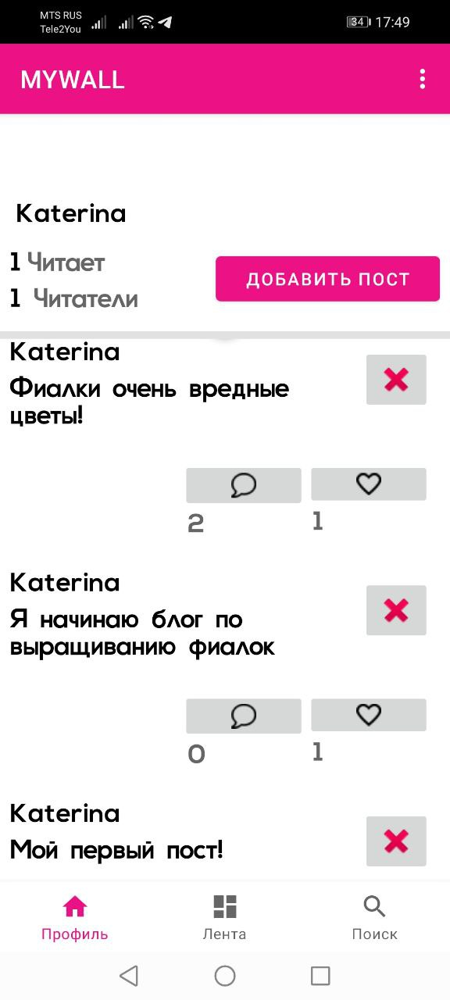 MTS RUS
Tele2You
34 17:49
MYWALL
Katerina
1 Читает
1 Читатели
ДОБАВИТЬ ПОСТ
Katerina
Фиалки очень вредные
цветы!
2 1
Katerina
Я начинаю блог по
выращиванию фиалок
0 1
Katerina
Мой первый пост!
Профиль Лента Поиск